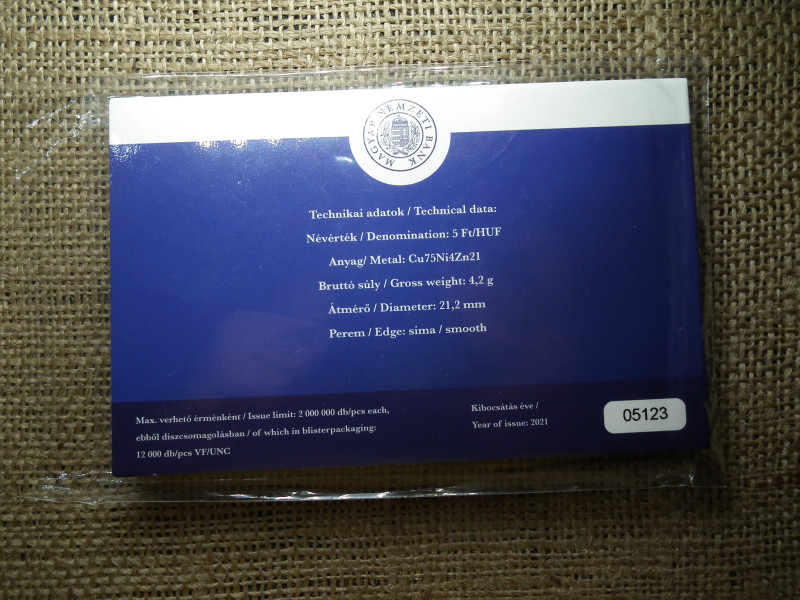 MAGYAR NEMZETI BANK
Technikai adatok / Technical data:
Névérték / Denomination: 5 Ft/HUF
Anyag/ Metal: Cu75Ni4Zn21
Bruttó súly / Gross weight: 4,2 g
Átmérő / Diameter: 21,2 mm
Perem / Edge: sima / smooth
Max. verhető érménként / Issue limit: 2 000 000 db/pcs each,
ebből díszcsomagolásban / of which in blisterpackaging:
12 000 db/pcs VF/UNC
Kibocsátás éve /
Year of issue: 2021
05123